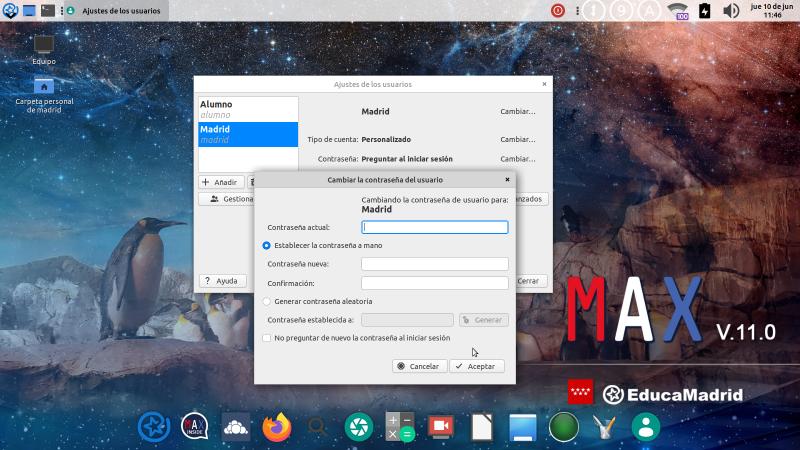 Ajustes de los usuarios
100
jue 10 de jun
11:46
Equipo
Carpeta personal
de madrid
Ajustes de los usuarios
Alumno
alumno
Madrid
madrid
Madrid
Cambiar...
Tipo de cuenta: Personalizado
Cambiar...
Contraseña: Preguntar al iniciar sesión
Cambiar...
Añadir
Gestiona
anzados
Ayuda
Cerrar
Cambiar la contraseña del usuario
Cambiando la contraseña de usuario para:
Madrid
Contraseña actual:
Establecer la contraseña a mano
Contraseña nueva:
Confirmación:
Generar contraseña aleatoria
Contraseña establecida a:
Generar
No preguntar de nuevo la contraseña al iniciar sesión
Cancelar
Aceptar
MAX V.11.0
EducaMadrid
MAX
INSIDE